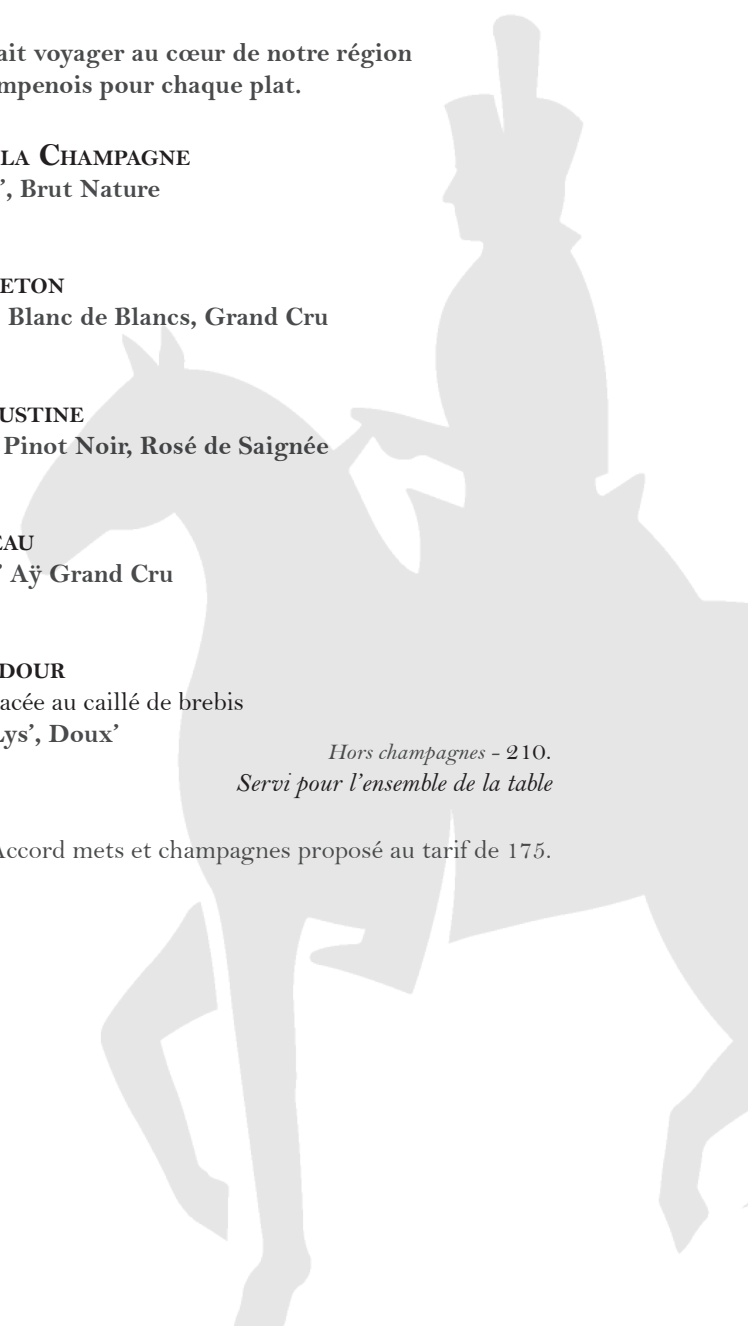 ait voyager au cœur de notre région
mpenois pour chaque plat.
LA CHAMPAGNE
’, Brut Nature
ETON
Blanc de Blancs, Grand Cru
USTINE
Pinot Noir, Rosé de Saignée
EAU
’ Aÿ Grand Cru
DOUR
acée au caillé de brebis
Lys’, Doux’
Hors champagnes - 210.
Servi pour l’ensemble de la table
Accord mets et champagnes proposé au tarif de 175.